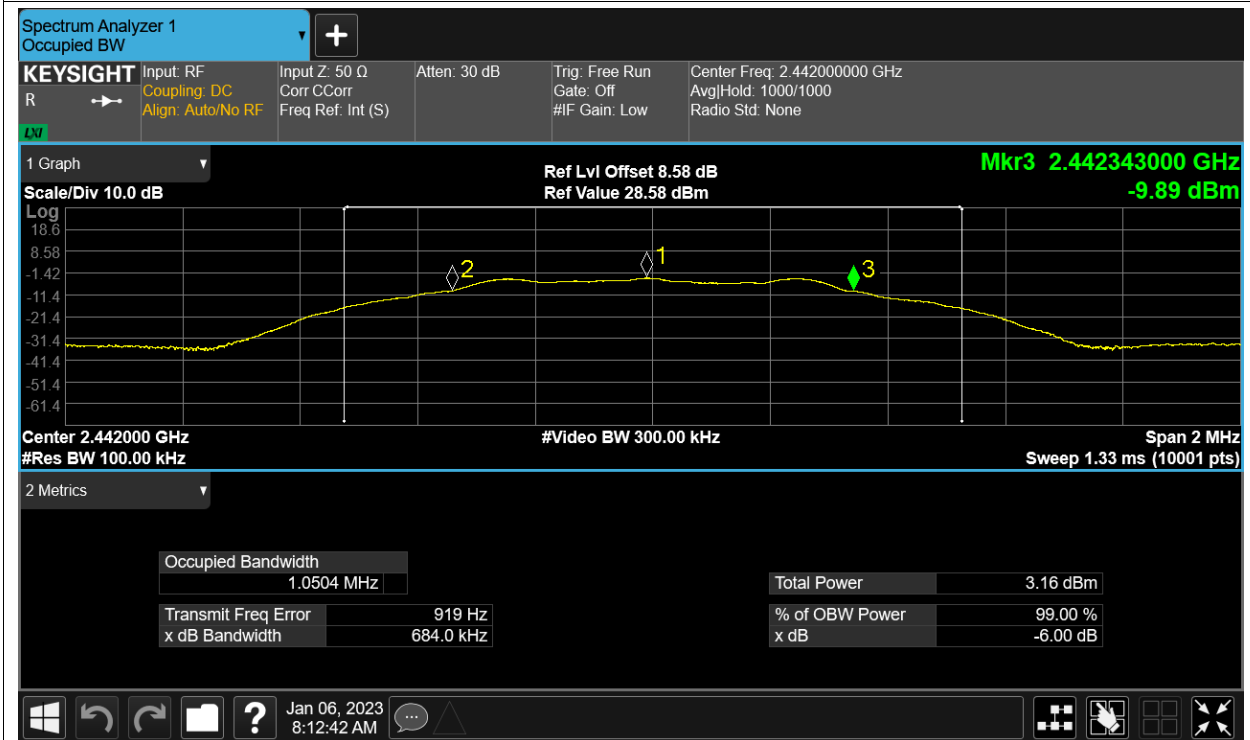 Spectrum Analyzer 1
Occupied BW
+
KEYSIGHT Input: RF Input Z: 50 Ω Atten: 30 dB Trig: Free Run Center Freq: 2.442000000 GHz
R Coupling: DC Corr CCorr Gate: Off Avg|Hold: 1000/1000
Align: Auto/No RF Freq Ref: Int (S) #IF Gain: Low Radio Std: None
LXI
1 Graph Ref Lvl Offset 8.58 dB Mkr3 2.442343000 GHz
Scale/Div 10.0 dB Ref Value 28.58 dBm -9.89 dBm
Log
18.6
8.58
1
2
3
-1.42
-11.4
-21.4
-31.4
-41.4
-51.4
-61.4
Center 2.442000 GHz #Video BW 300.00 kHz Span 2 MHz
#Res BW 100.00 kHz Sweep 1.33 ms (10001 pts)
2 Metrics
Occupied Bandwidth
1.0504 MHz Total Power 3.16 dBm
Transmit Freq Error 919 Hz % of OBW Power 99.00 %
x dB Bandwidth 684.0 kHz x dB -6.00 dB
? Jan 06, 2023
8:12:42 AM